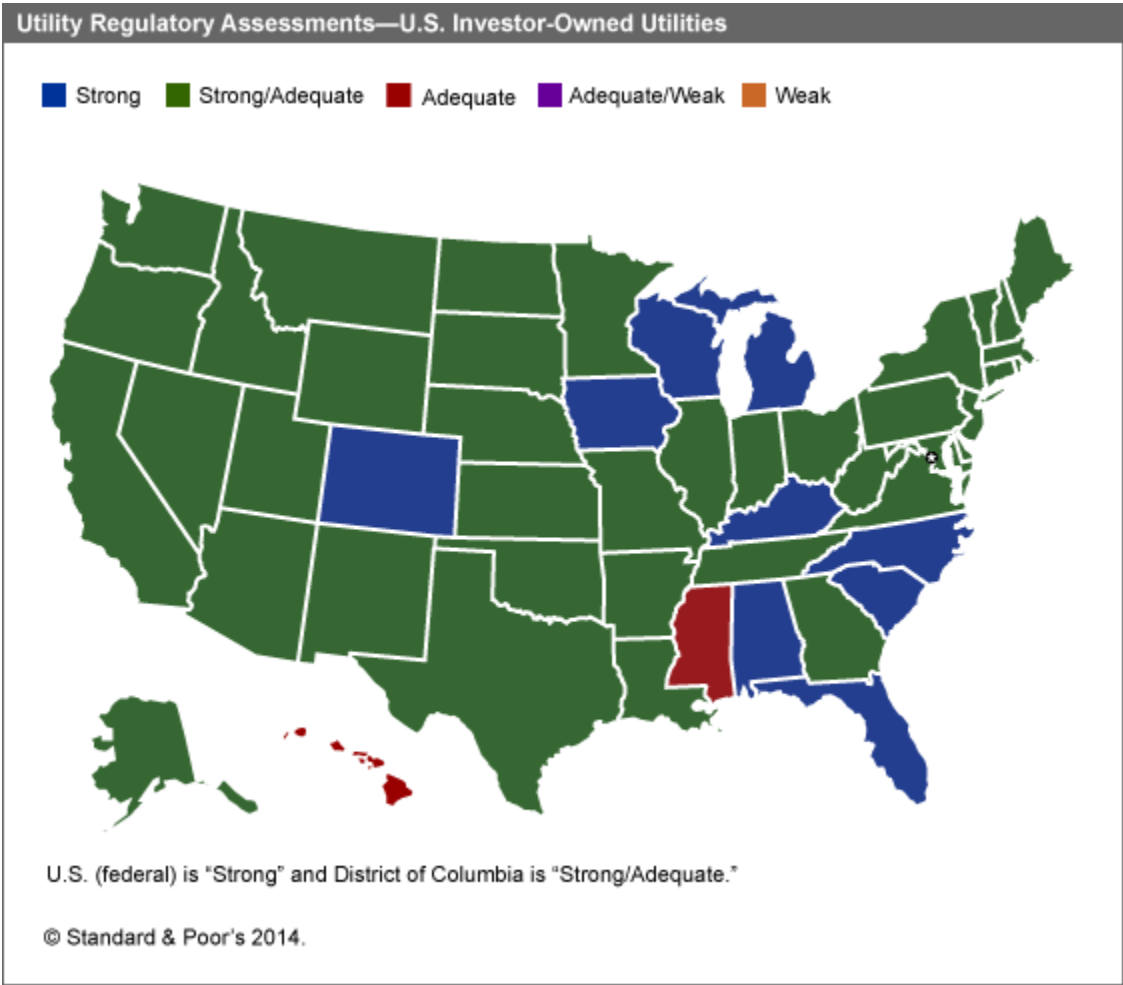 Utility Regulatory Assessments—U.S. Investor-Owned Utilities
Strong Strong/Adequate Adequate Adequate/Weak Weak
U.S. (federal) is “Strong” and District of Columbia is “Strong/Adequate.”
© Standard & Poor’s 2014.